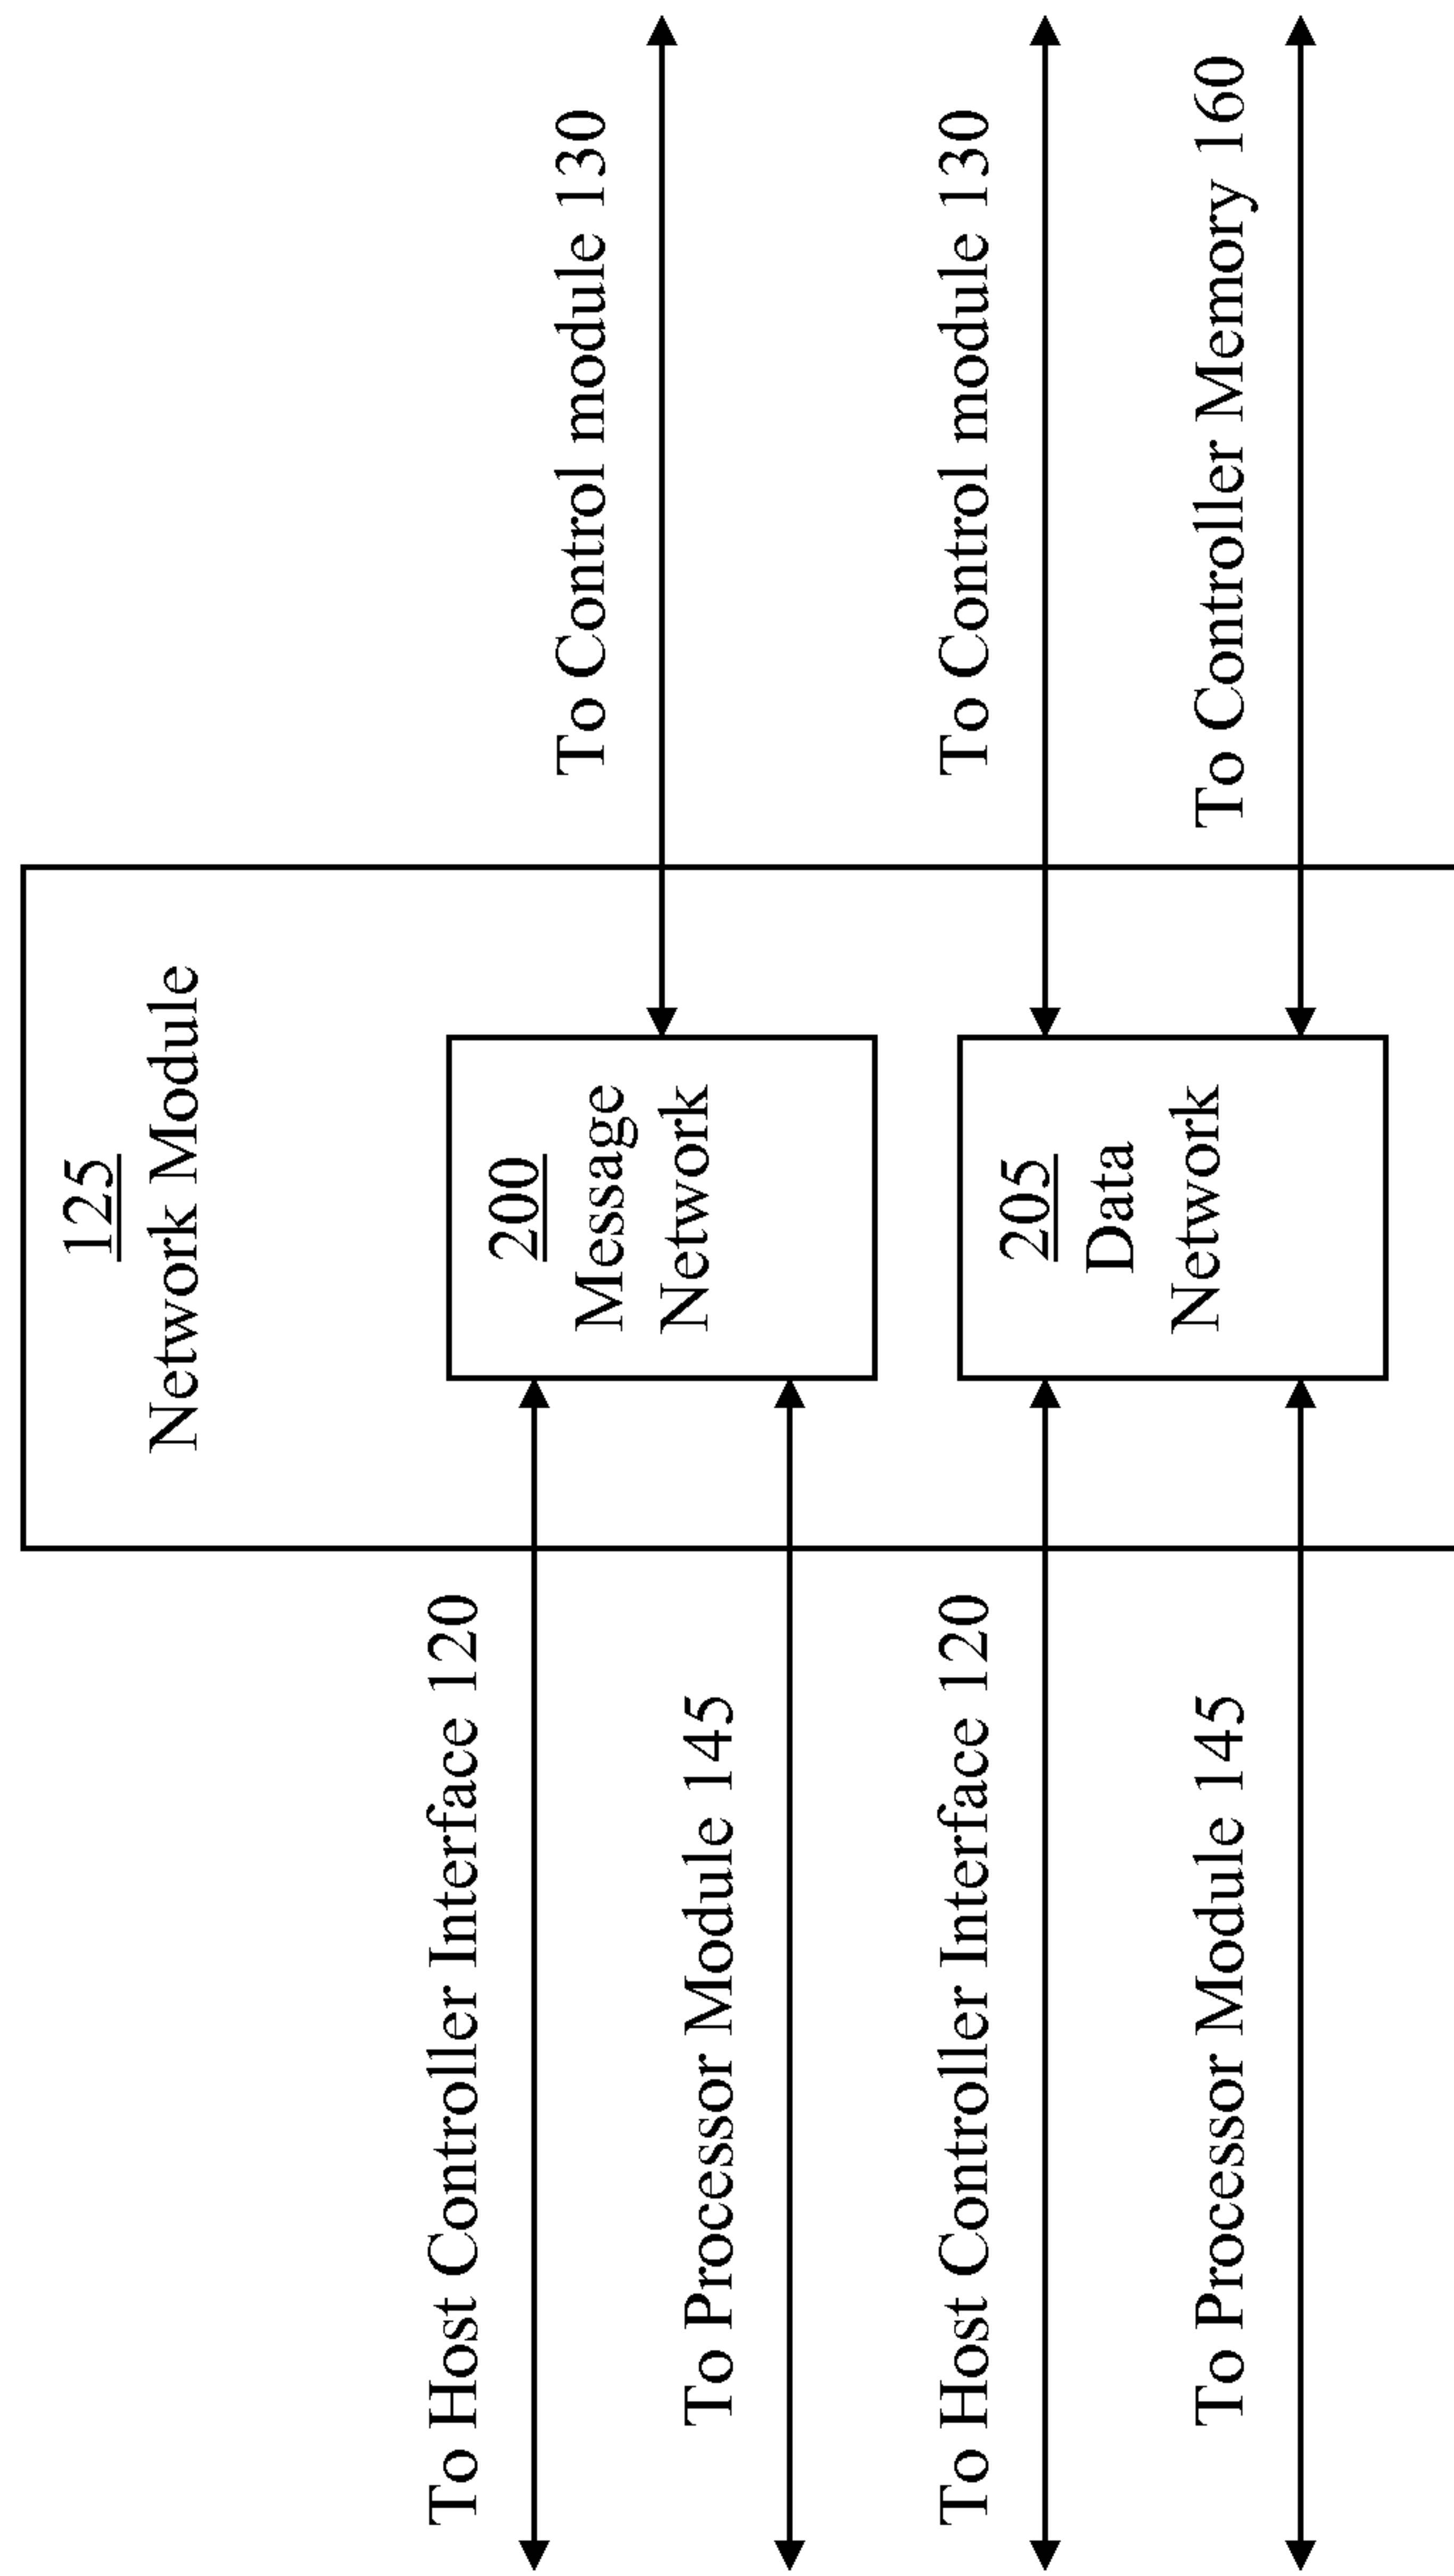 125
Network Module
To Host Controller Interface 120
200
Message
Network
To Control module 130
To Processor Module 145
To Host Controller Interface 120
205
Data
Network
To Control module 130
To Processor Module 145
To Controller Memory 160